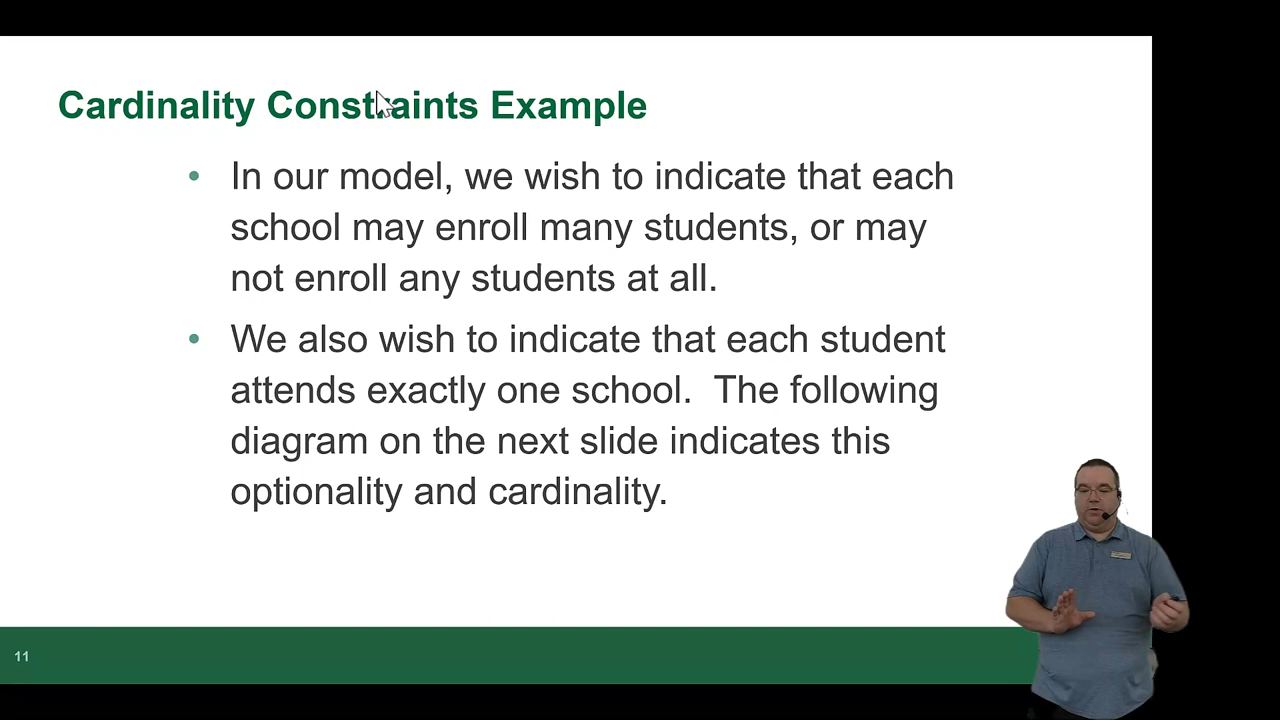 Cardinality Constraints Example
• In our model, we wish to indicate that each
school may enroll many students, or may
not enroll any students at all.
• We also wish to indicate that each student
attends exactly one school.  The following
diagram on the next slide indicates this
optionality and cardinality.
11